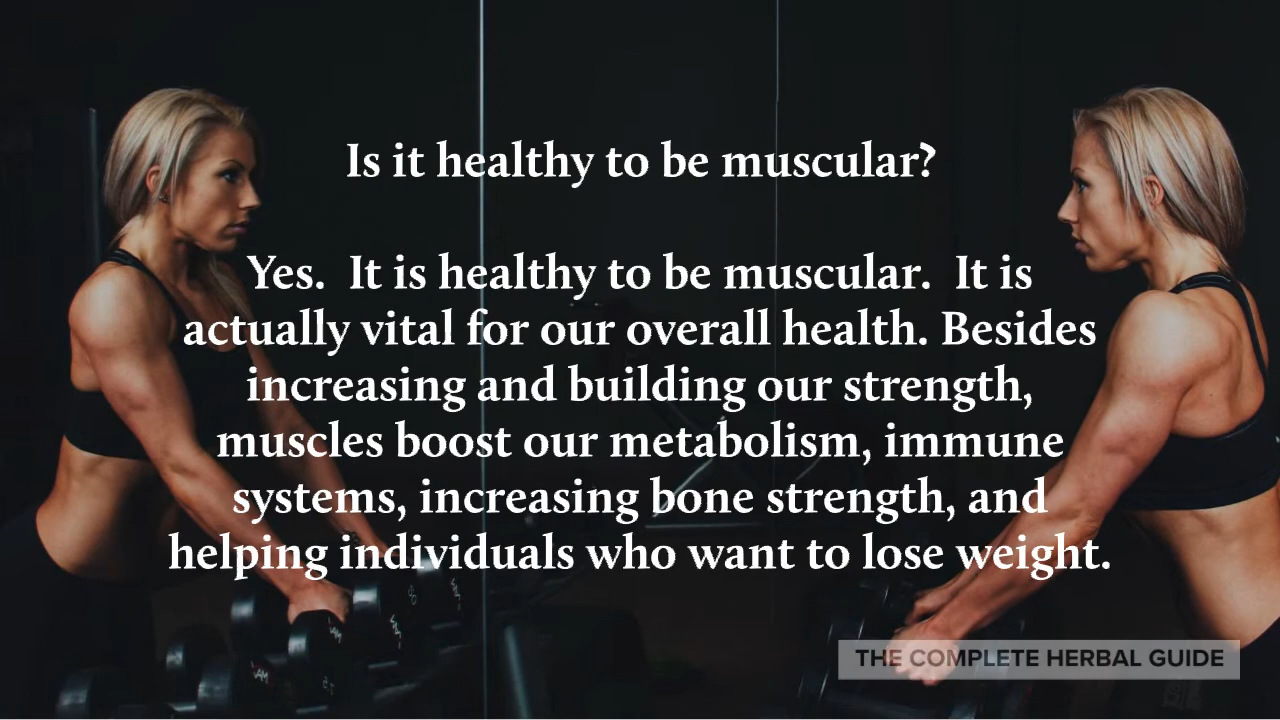 Is it healthy to be muscular?
Yes.  It is healthy to be muscular.  It is
actually vital for our overall health. Besides
increasing and building our strength,
muscles boost our metabolism, immune
systems, increasing bone strength, and
helping individuals who want to lose weight.
THE COMPLETE HERBAL GUIDE